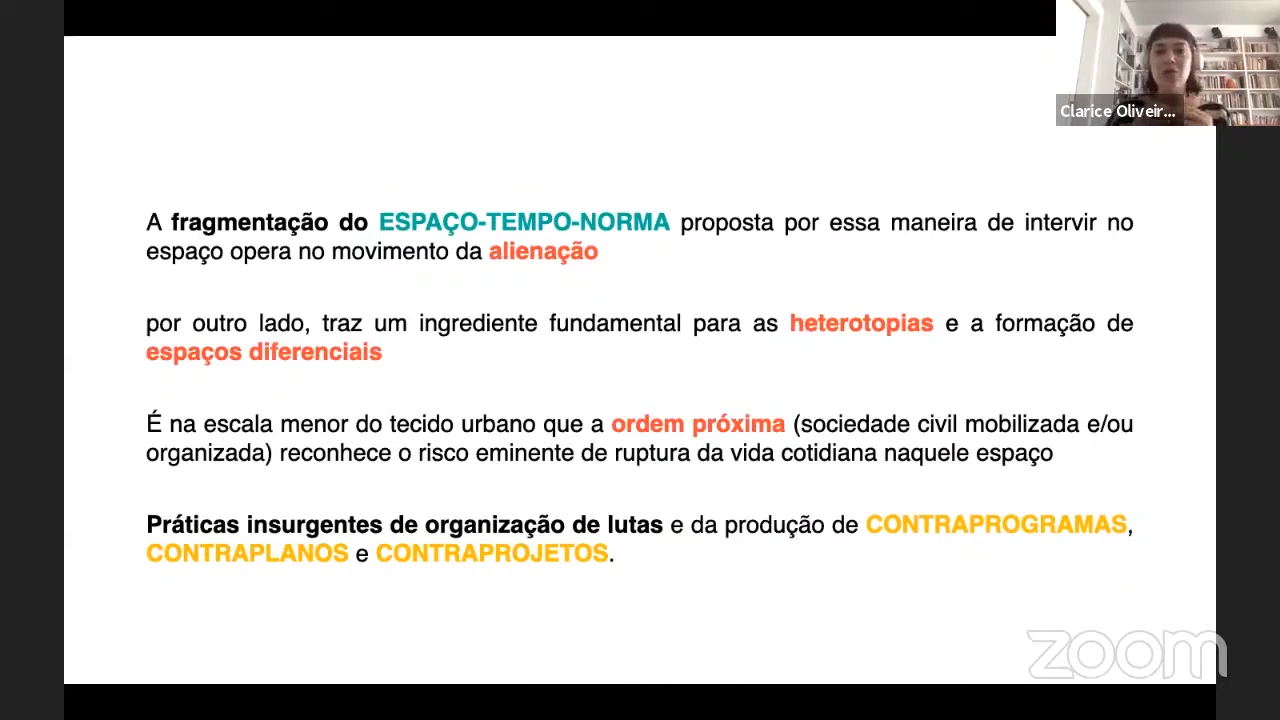 Clarice Oliveir...
A fragmentação do ESPAÇO-TEMPO-NORMA proposta por essa maneira de intervir no
espaço opera no movimento da alienação
por outro lado, traz um ingrediente fundamental para as heterotopias e a formação de
espaços diferenciais
É na escala menor do tecido urbano que a ordem próxima (sociedade civil mobilizada e/ou
organizada) reconhece o risco eminente de ruptura da vida cotidiana naquele espaço
Práticas insurgentes de organização de lutas e da produção de CONTRAPROGRAMAS,
CONTRAPLANOS e CONTRAPROJETOS.
zoom